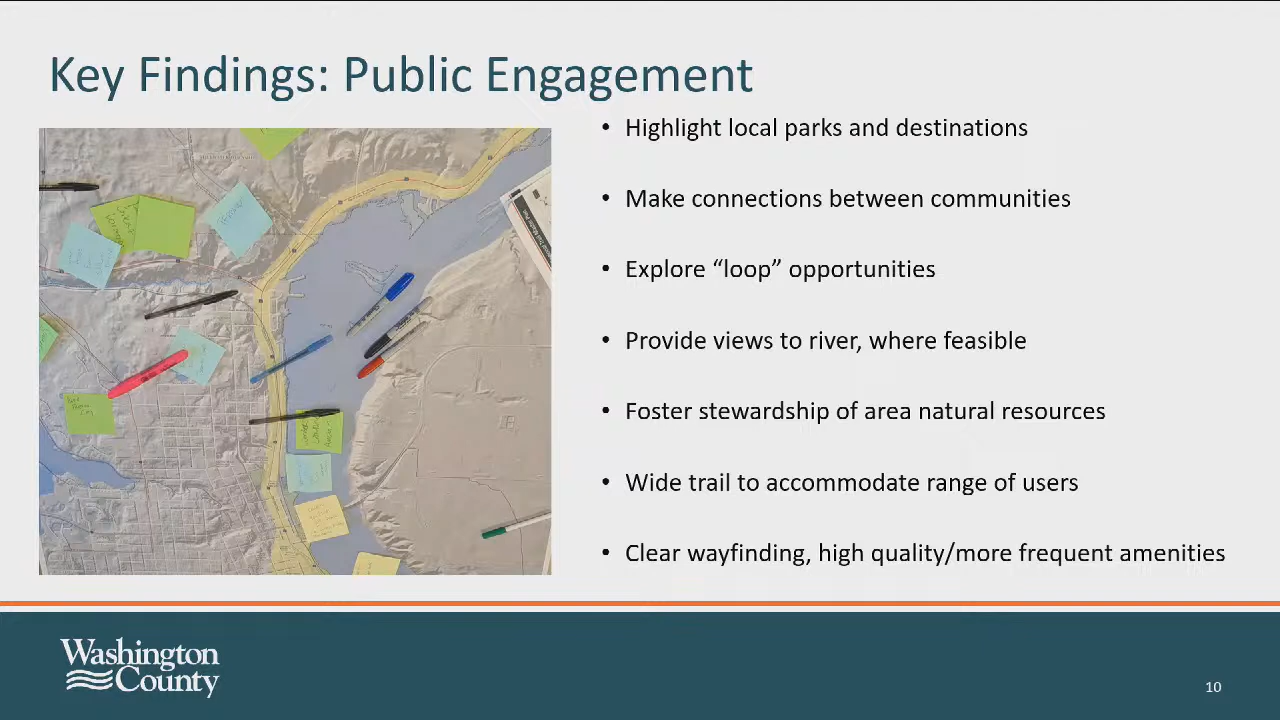 Key Findings: Public Engagement
• Highlight local parks and destinations
• Make connections between communities
• Explore “loop” opportunities
• Provide views to river, where feasible
• Foster stewardship of area natural resources
• Wide trail to accommodate range of users
• Clear wayfinding, high quality/more frequent amenities
Washington
County
10